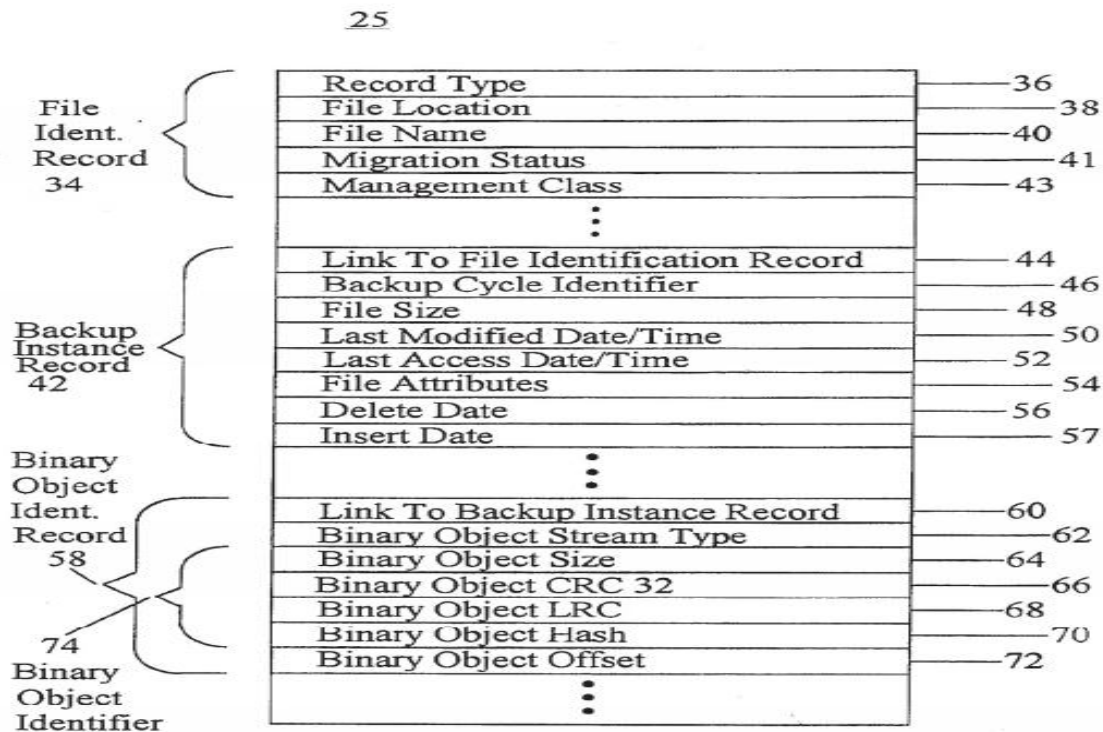 25
File
Ident.
Record
34
Record Type 36
File Location 38
File Name 40
Migration Status 41
Management Class 43
Backup
Instance
Record
42
Link To File Identification Record 44
Backup Cycle Identifier 46
File Size 48
Last Modified Date/Time 50
Last Access Date/Time 52
File Attributes 54
Delete Date 56
Insert Date 57
Binary
Object
Ident.
Record
58
Link To Backup Instance Record 60
Binary Object Stream Type 62
Binary Object Size 64
Binary Object CRC 32 66
Binary Object LRC 68
Binary Object Hash 70
Binary Object Offset 72
74
Binary
Object
Identifier